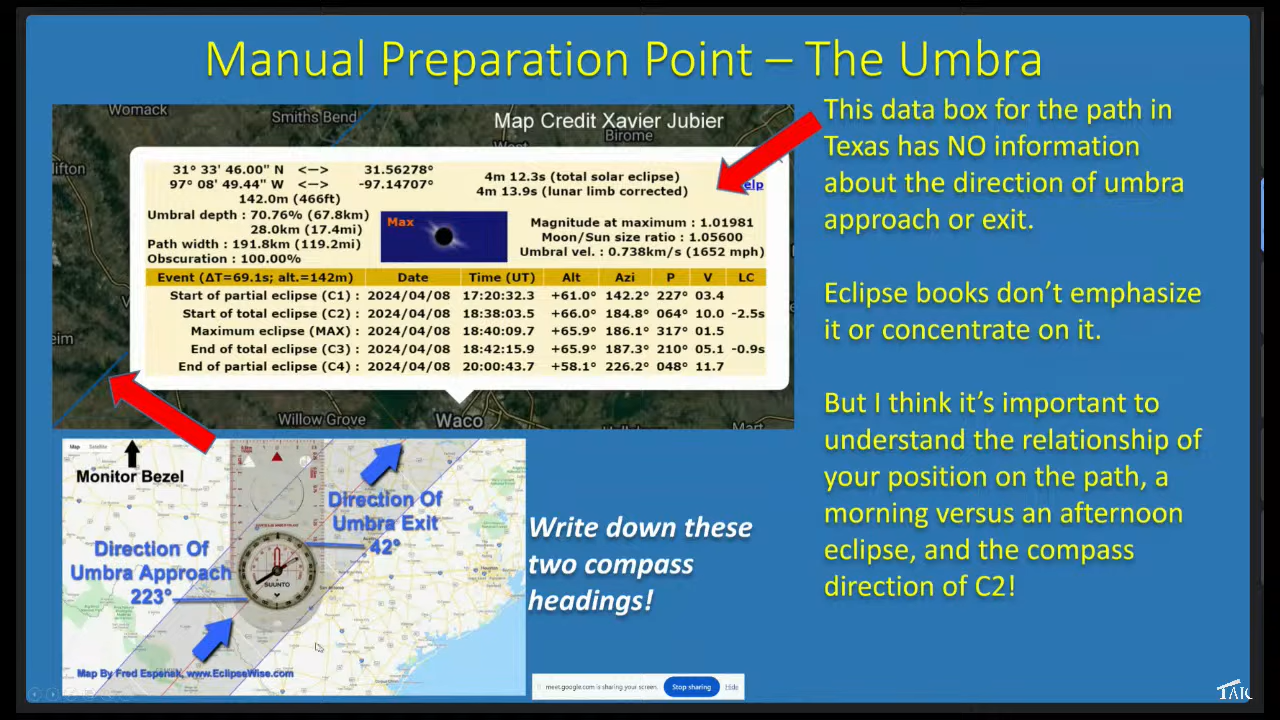 Manual Preparation Point – The Umbra
Womack
Smiths Bend
Map Credit Xavier Jubier
Birome
lifton
West
31° 33' 46.00" N <—> 31.56278°
97° 08' 49.44" W <—> -97.14707°
142.0m (466ft)
Umbral depth : 70.76% (67.8km)
28.0km (17.4mi)
Path width : 191.8km (119.2mi)
Obscuration : 100.00%
Max
4m 12.3s (total solar eclipse)
4m 13.9s (lunar limb corrected)
elp
Magnitude at maximum : 1.01981
Moon/Sun size ratio : 1.05600
Umbral vel. : 0.738km/s (1652 mph)
Event (ΔT=69.1s; alt.=142m) Date Time (UT) Alt Azi P V LC
Start of partial eclipse (C1) : 2024/04/08 17:20:32.3 +61.0° 142.2° 227° 03.4
Start of total eclipse (C2) : 2024/04/08 18:38:03.5 +66.0° 184.8° 064° 10.0 -2.5s
Maximum eclipse (MAX) : 2024/04/08 18:40:09.7 +65.9° 186.1° 317° 01.5
End of total eclipse (C3) : 2024/04/08 18:42:15.9 +65.9° 187.3° 210° 05.1 -0.9s
End of partial eclipse (C4) : 2024/04/08 20:00:43.7 +58.1° 226.2° 048° 11.7
eim
Willow Grove
Waco
Mart
This data box for the path in
Texas has NO information
about the direction of umbra
approach or exit.
Eclipse books don't emphasize
it or concentrate on it.
But I think it's important to
understand the relationship of
your position on the path, a
morning versus an afternoon
eclipse, and the compass
direction of C2!
Map Satellite
Monitor Bezel
Direction Of
Umbra Exit
42°
Direction Of
Umbra Approach
223°
SUUNTO
Map By Fred Espenak, www.EclipseWise.com
Write down these
two compass
headings!
meet.google.com is sharing your screen.
Stop sharing
Hide